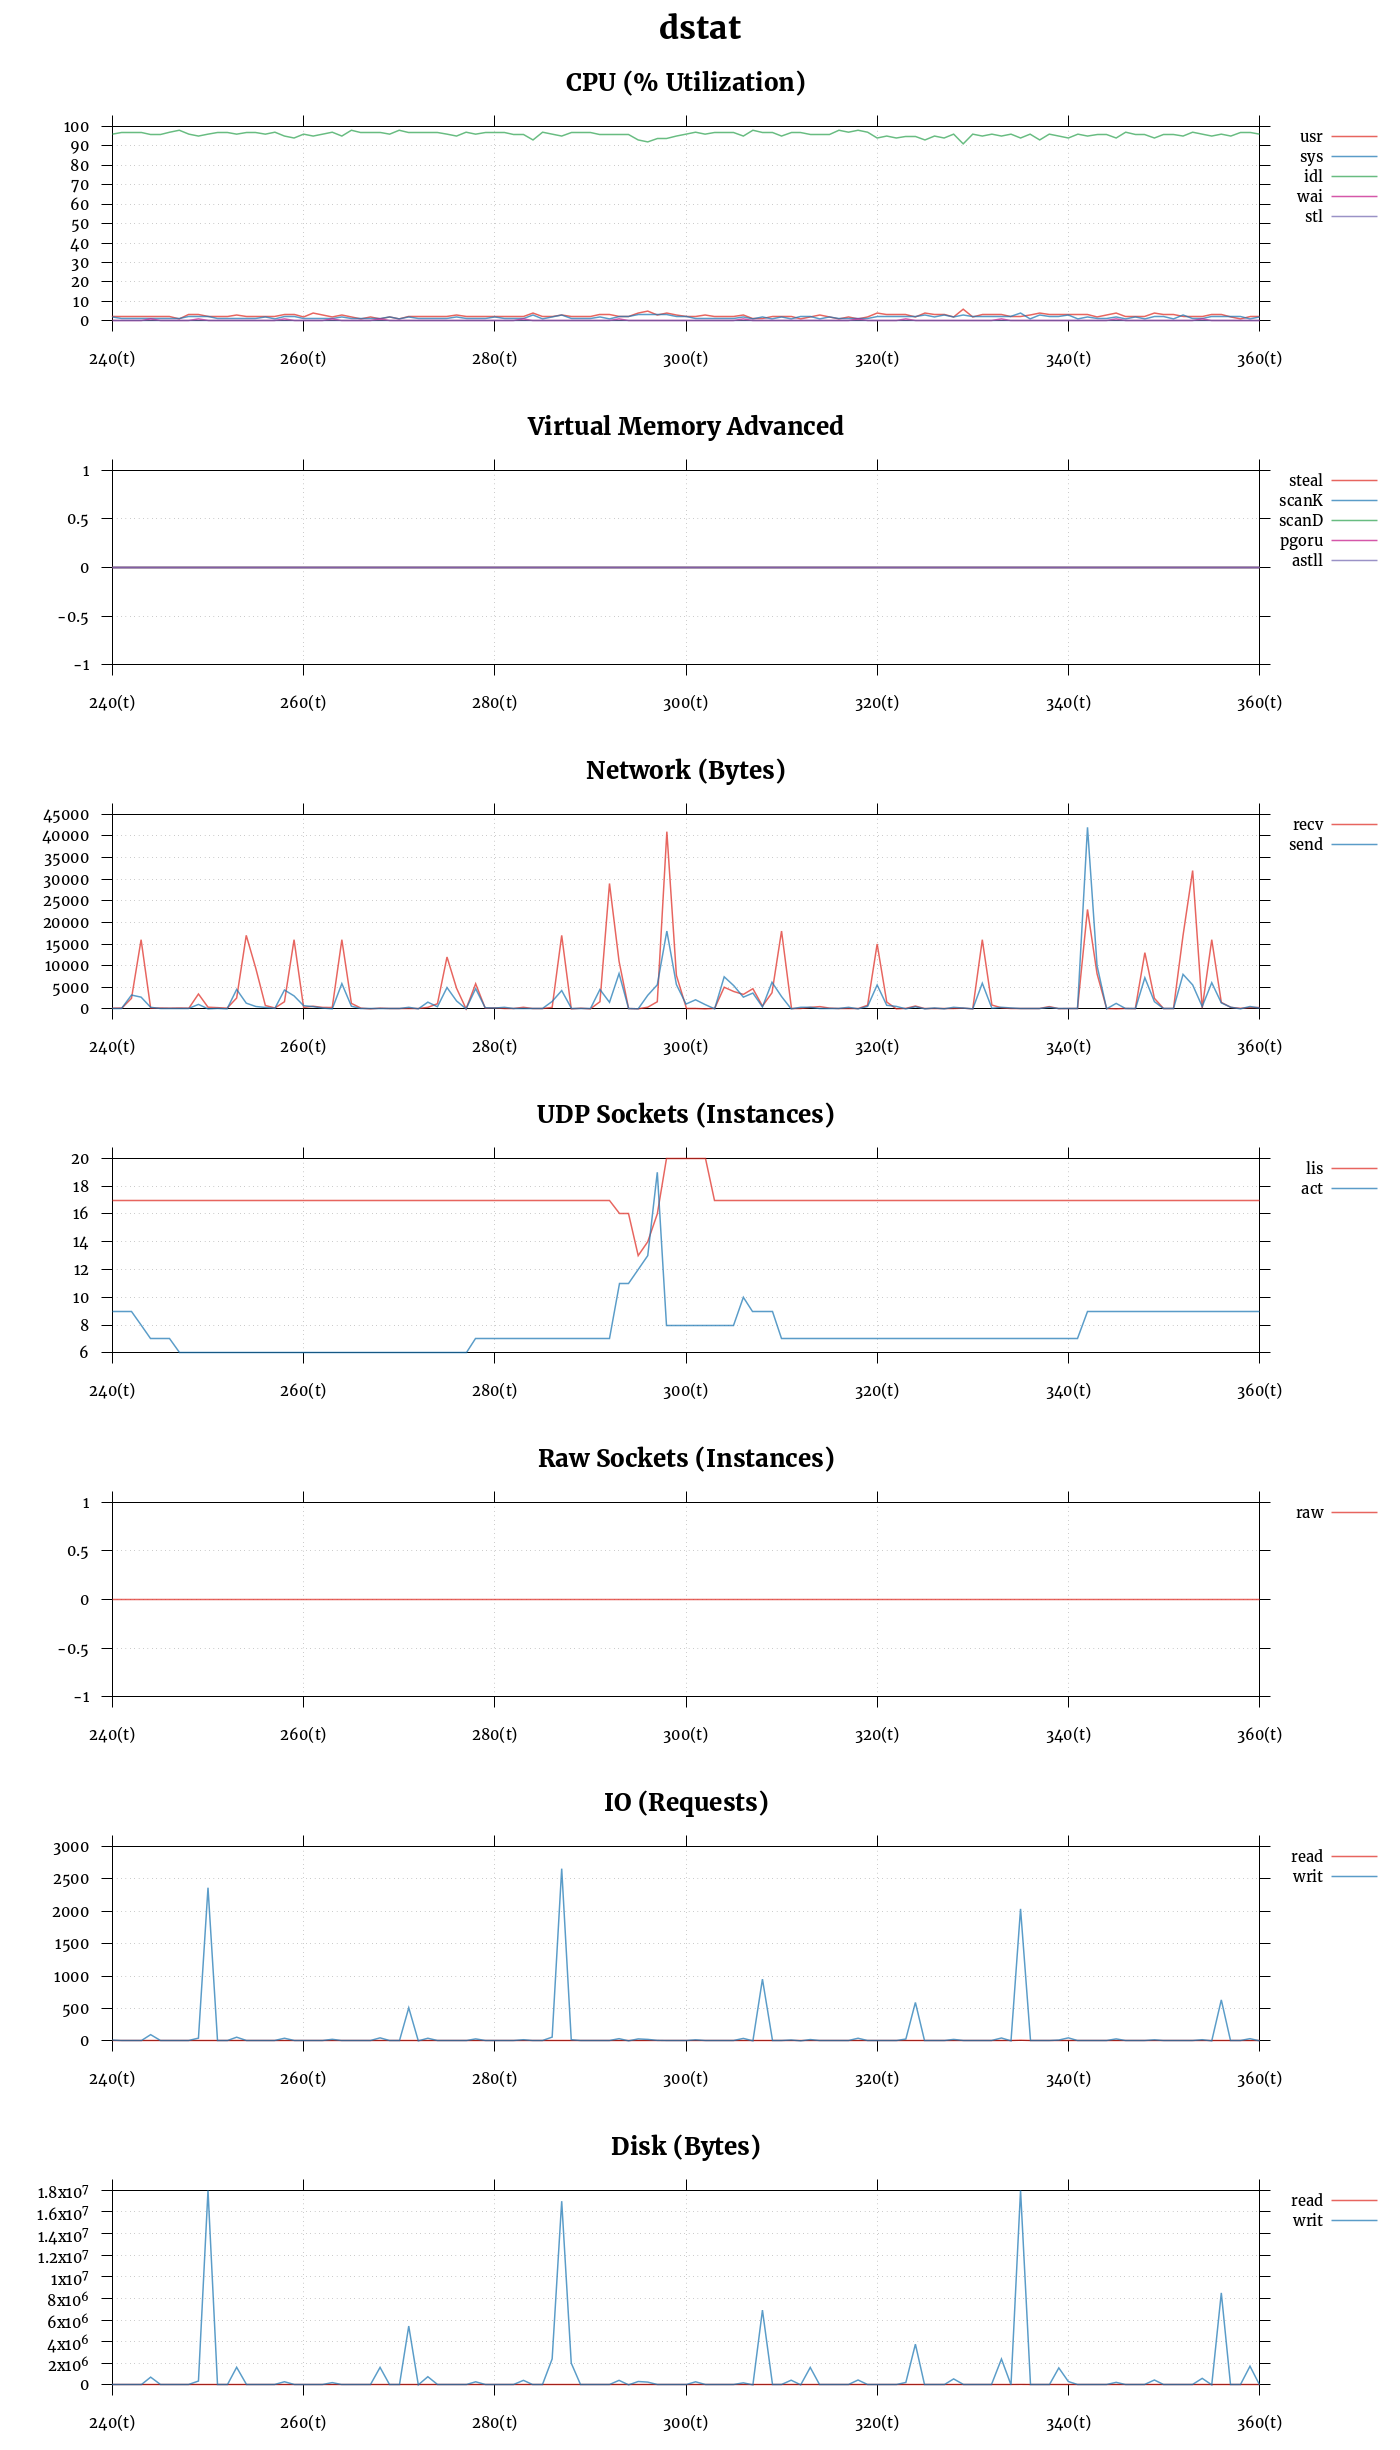 dstat
CPU (% Utilization)
100
90
80
70
60
50
40
30
20
10
0
usr
sys
idl
wai
stl
240(t) 260(t) 280(t) 300(t) 320(t) 340(t) 360(t)
Virtual Memory Advanced
1
0.5
0
-0.5
-1
steal
scanK
scanD
pgoru
astll
240(t) 260(t) 280(t) 300(t) 320(t) 340(t) 360(t)
Network (Bytes)
45000
40000
35000
30000
25000
20000
15000
10000
5000
0
recv
send
240(t) 260(t) 280(t) 300(t) 320(t) 340(t) 360(t)
UDP Sockets (Instances)
20
18
16
14
12
10
8
6
lis
act
240(t) 260(t) 280(t) 300(t) 320(t) 340(t) 360(t)
Raw Sockets (Instances)
1
0.5
0
-0.5
-1
raw
240(t) 260(t) 280(t) 300(t) 320(t) 340(t) 360(t)
IO (Requests)
3000
2500
2000
1500
1000
500
0
read
writ
240(t) 260(t) 280(t) 300(t) 320(t) 340(t) 360(t)
Disk (Bytes)
1.8x10⁷
1.6x10⁷
1.4x10⁷
1.2x10⁷
1x10⁷
8x10⁶
6x10⁶
4x10⁶
2x10⁶
0
read
writ
240(t) 260(t) 280(t) 300(t) 320(t) 340(t) 360(t)